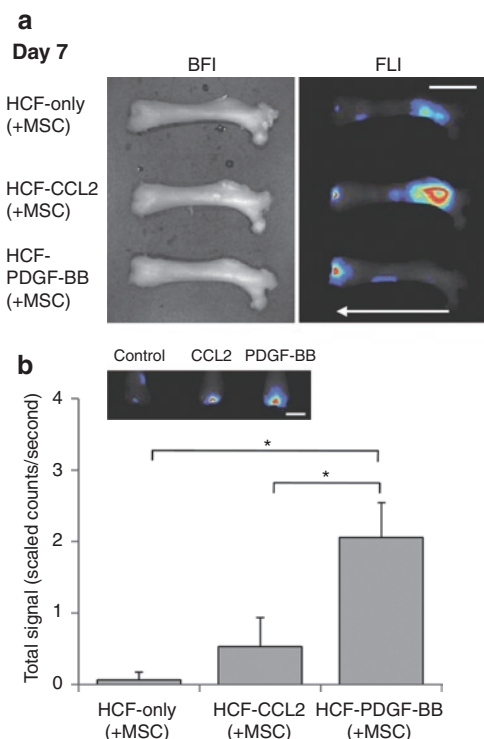 a
Day 7
BFI FLI
HCF-only
(+MSC)
HCF-CCL2
(+MSC)
HCF-
PDGF-BB
(+MSC)
b
Control CCL2 PDGF-BB
Total signal (scaled counts/second)
4
3
2
1
0
*
*
HCF-only
(+MSC)
HCF-CCL2
(+MSC)
HCF-PDGF-BB
(+MSC)